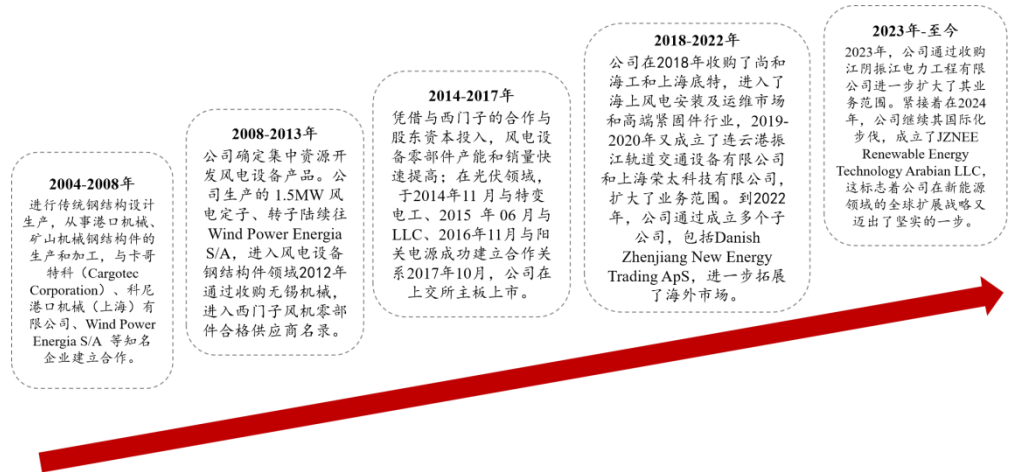 2004-2008年
进行传统钢结构设计
生产，从事港口机械、
矿山机械钢结构件的
生产和加工，与卡哥
特科（Cargotec
Corporation）、科尼
港口机械（上海）有
限公司、Wind Power
Energia S/A 等知名
企业建立合作。
2008-2013年
公司确定集中资源开
发风电设备产品。公
司生产的 1.5MW 风
电定子、转子陆续往
Wind Power Energia
S/A，进入风电设备
钢结构件领域2012年
通过收购无锡机械，
进入西门子风机零部
件合格供应商名录。
2014-2017年
凭借与西门子的合作与
股东资本投入，风电设
备零部件产能和销量快
速提高；在光伏领域，
于2014年11 月与特变
电工、2015 年 06月与
LLC、2016年11月与阳
关电源成功建立合作关
系2017年10月，公司在
上交所主板上市。
2018-2022年
公司在2018年收购了尚和
海工和上海底特，进入了
海上风电安装及运维市场
和高端紧固件行业，2019-
2020年又成立了连云港振
江轨道交通设备有限公司
和上海荣太科技有限公司，
扩大了业务范围。到2022
年，公司通过成立多个子
公司，包括Danish
Zhenjiang New Energy
Trading ApS，进一步拓展
了海外市场。
2023年-至今
2023年，公司通过收购
江阴振江电力工程有限
公司进一步扩大了其业
务范围。紧接着在2024
年，公司继续其国际化
步伐，成立了JZNEE
Renewable Energy
Technology Arabian LLC，
这标志着公司在新能源
领域的全球扩展战略又
迈出了坚实的一步。